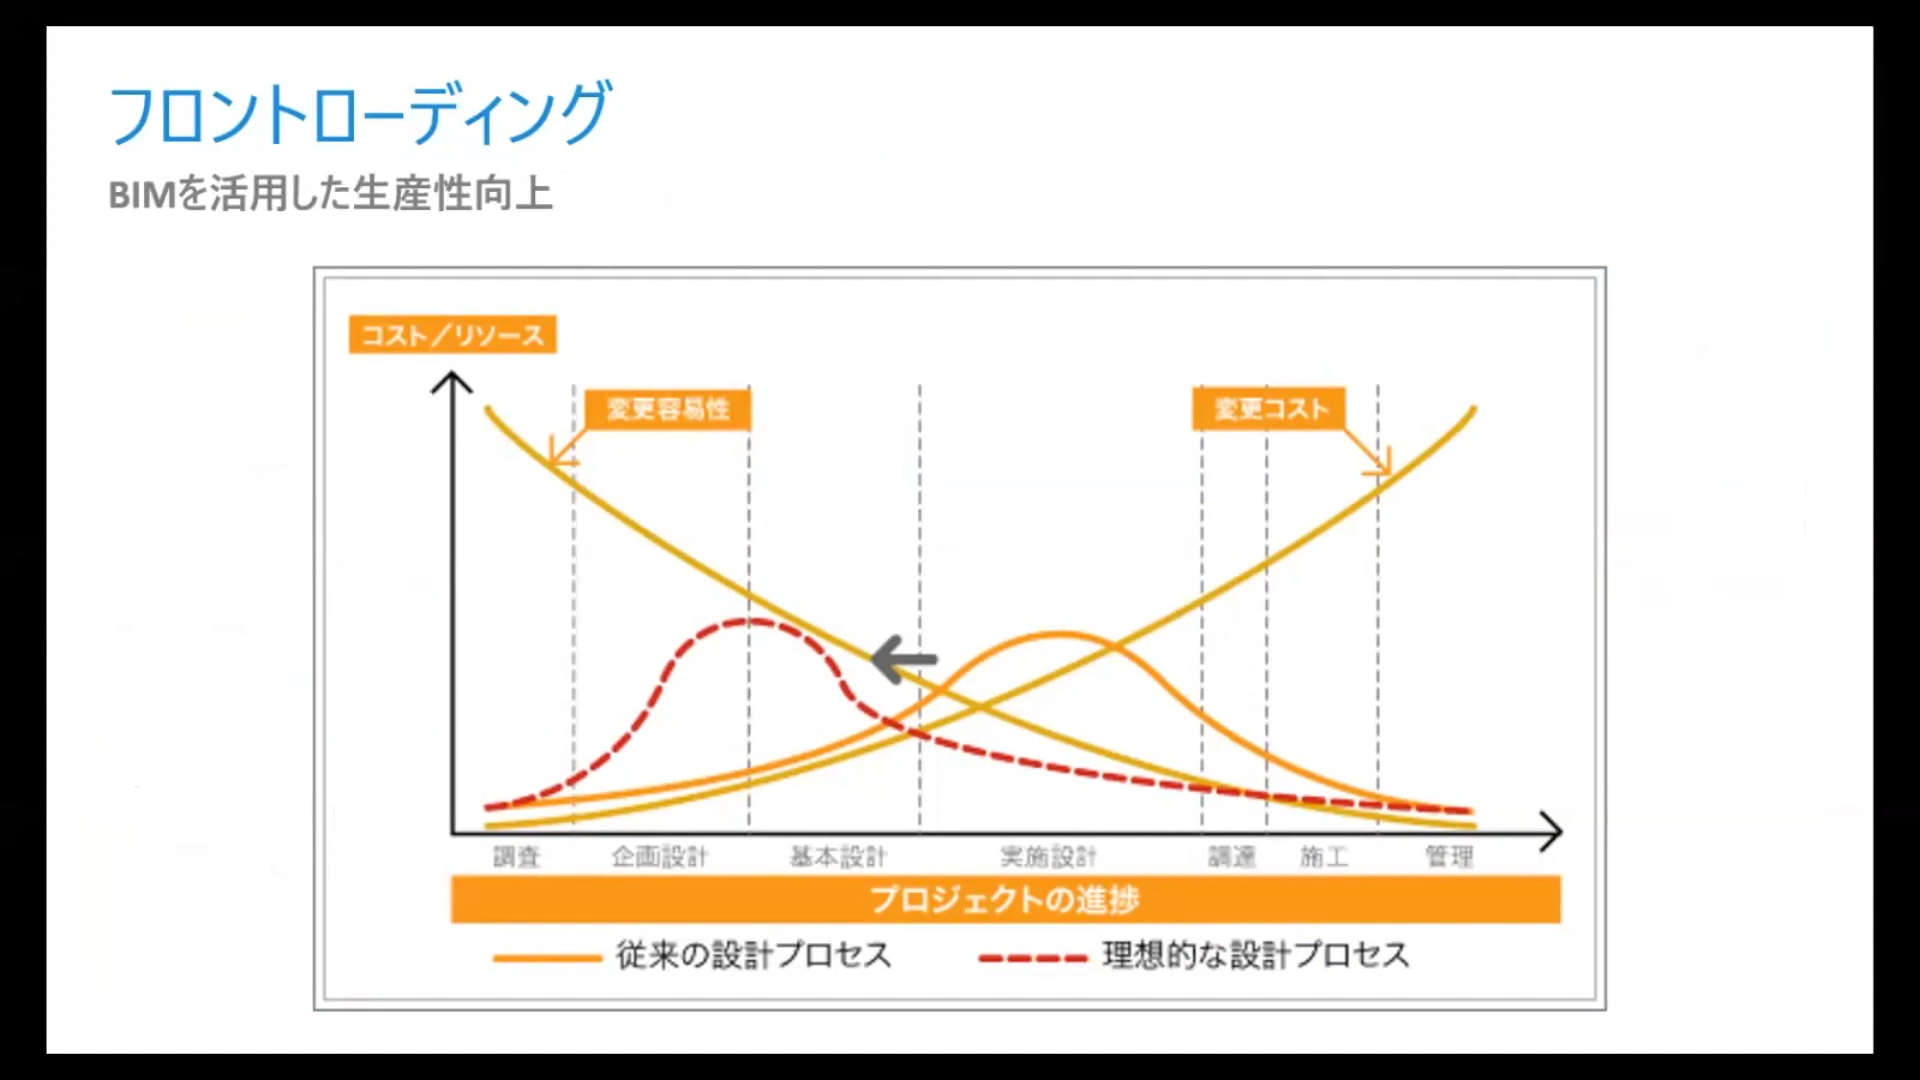 フロントローディング
BIMを活用した生産性向上
コスト／リソース
変更容易性
変更コスト
調査 企画設計 基本設計 実施設計 調達 施工 管理
プロジェクトの進捗
従来の設計プロセス 理想的な設計プロセス